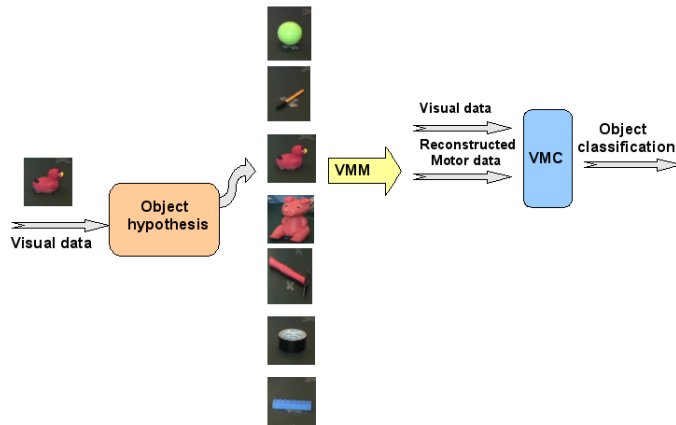 Visual data
Object
hypothesis
VMM
Visual data
Reconstructed
Motor data
VMC
Object
classification